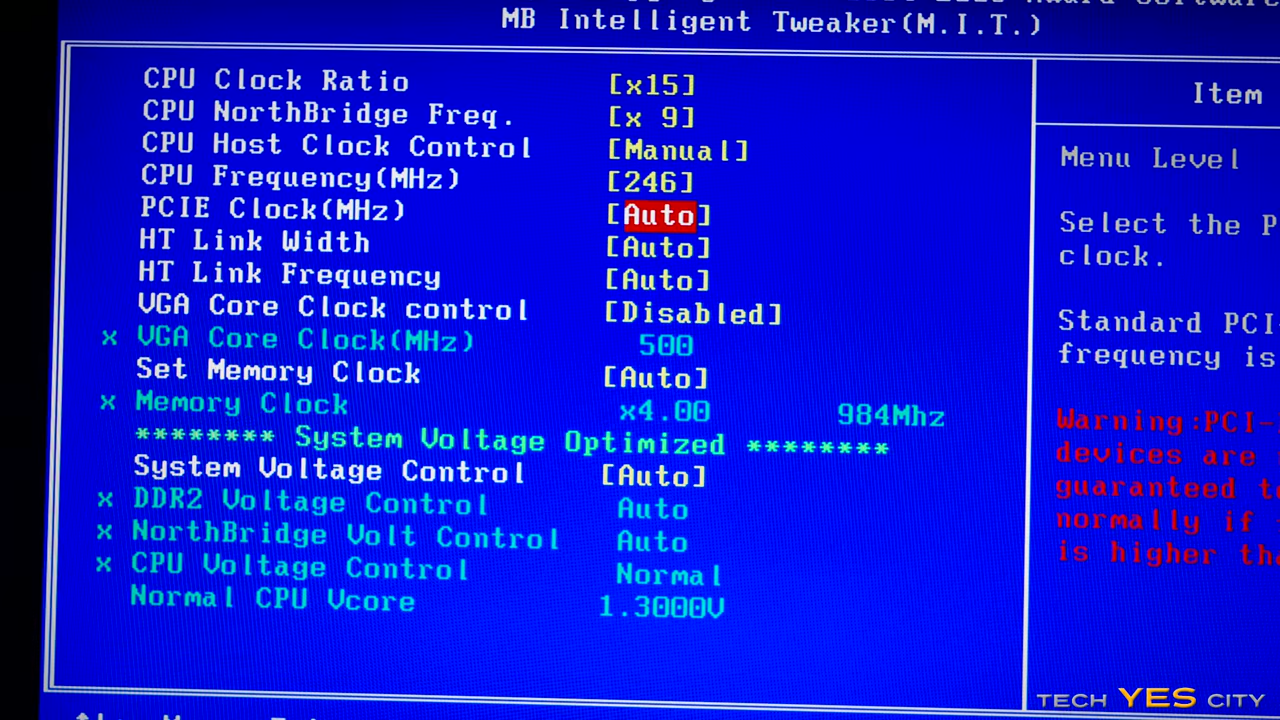 MB Intelligent Tweaker(M.I.T.)
CPU Clock Ratio [x15]
CPU NorthBridge Freq. [x 9]
CPU Host Clock Control [Manual]
CPU Frequency(MHz) [246]
PCIE Clock(MHz) [Auto]
HT Link Width [Auto]
HT Link Frequency [Auto]
VGA Core Clock control [Disabled]
x VGA Core Clock(MHz) 500
Set Memory Clock [Auto]
x Memory Clock x4.00 984Mhz
******** System Voltage Optimized ********
System Voltage Control [Auto]
x DDR2 Voltage Control Auto
x NorthBridge Volt Control Auto
x CPU Voltage Control Normal
Normal CPU Vcore 1.3000V
Item
Menu Level
Select the P
clock.
Standard PCI
frequency is
Warning:PCI-
devices are
guaranteed to
normally if
is higher tha
TECH YES CITY